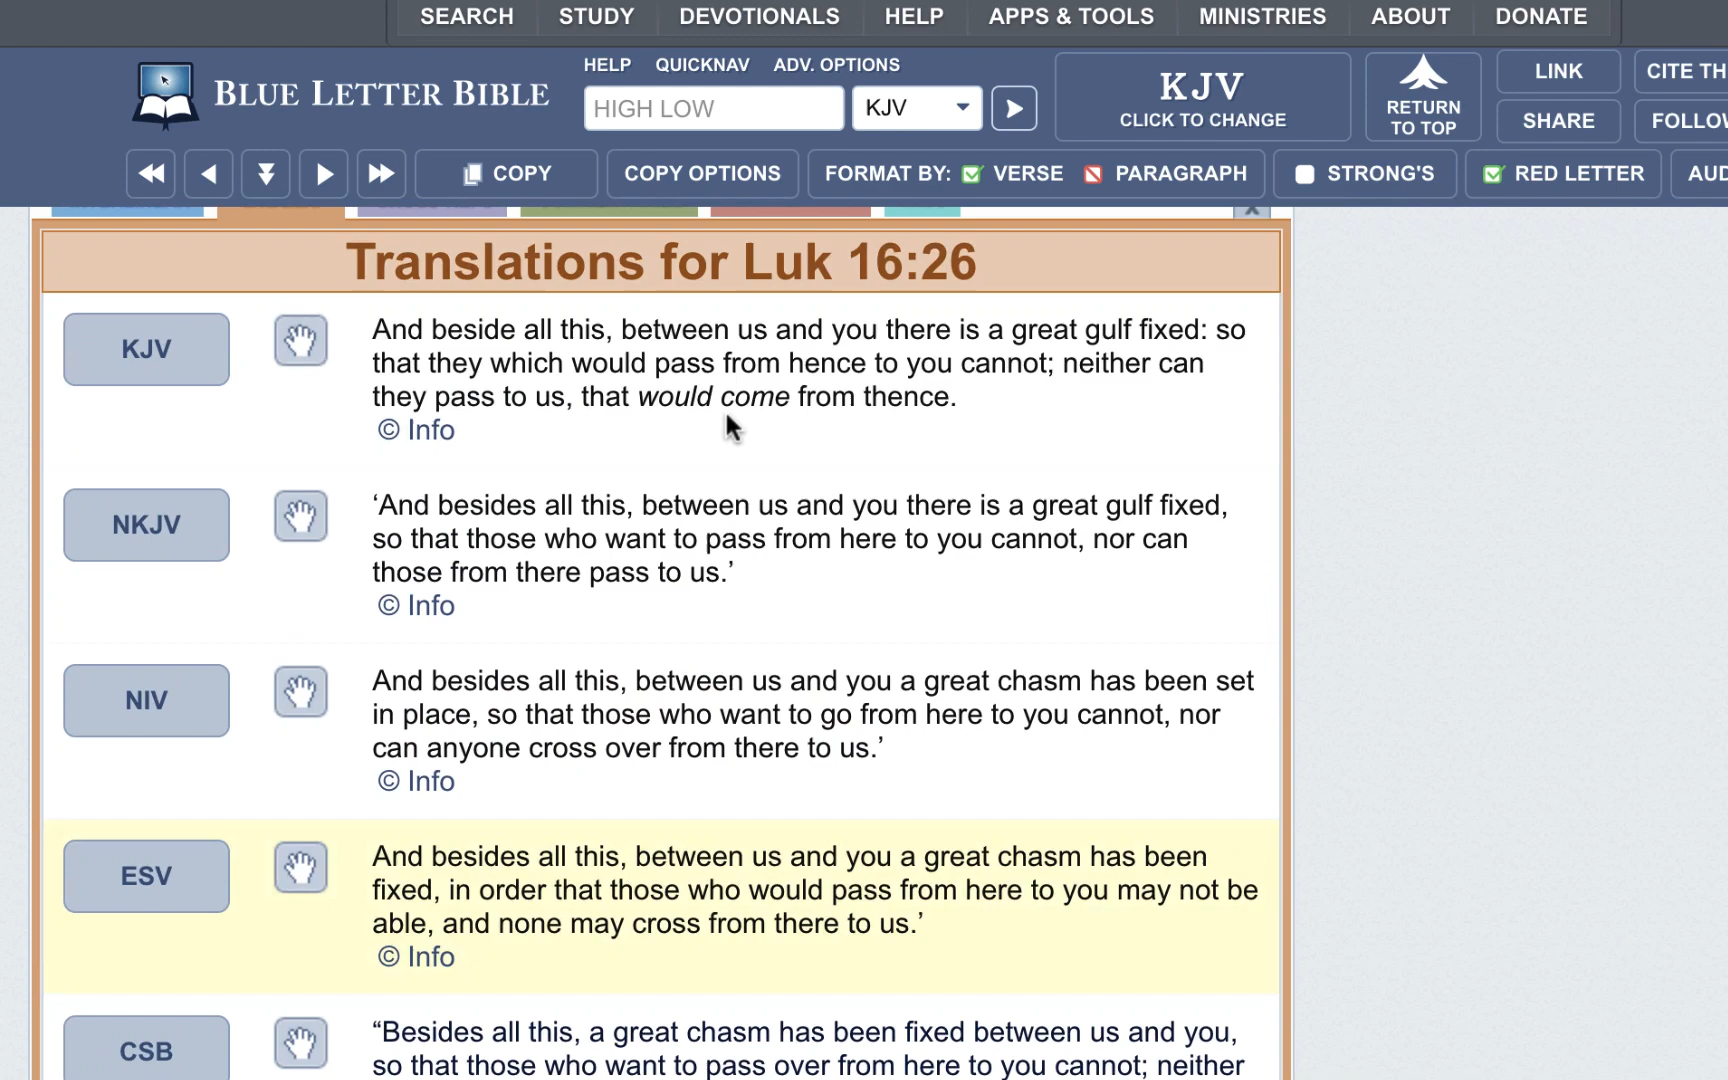 SEARCH STUDY DEVOTIONALS HELP APPS & TOOLS MINISTRIES ABOUT DONATE
BLUE LETTER BIBLE
HELP QUICKNAV ADV. OPTIONS
HIGH LOW
KJV
KJV
CLICK TO CHANGE
RETURN
TO TOP
LINK
CITE TH
SHARE
FOLLOW
COPY COPY OPTIONS FORMAT BY: VERSE PARAGRAPH STRONG'S RED LETTER AUD
Translations for Luk 16:26
KJV
And beside all this, between us and you there is a great gulf fixed: so
that they which would pass from hence to you cannot; neither can
they pass to us, that would come from thence.
© Info
NKJV
‘And besides all this, between us and you there is a great gulf fixed,
so that those who want to pass from here to you cannot, nor can
those from there pass to us.’
© Info
NIV
And besides all this, between us and you a great chasm has been set
in place, so that those who want to go from here to you cannot, nor
can anyone cross over from there to us.’
© Info
ESV
And besides all this, between us and you a great chasm has been
fixed, in order that those who would pass from here to you may not be
able, and none may cross from there to us.’
© Info
CSB
“Besides all this, a great chasm has been fixed between us and you,
so that those who want to pass over from here to you cannot; neither